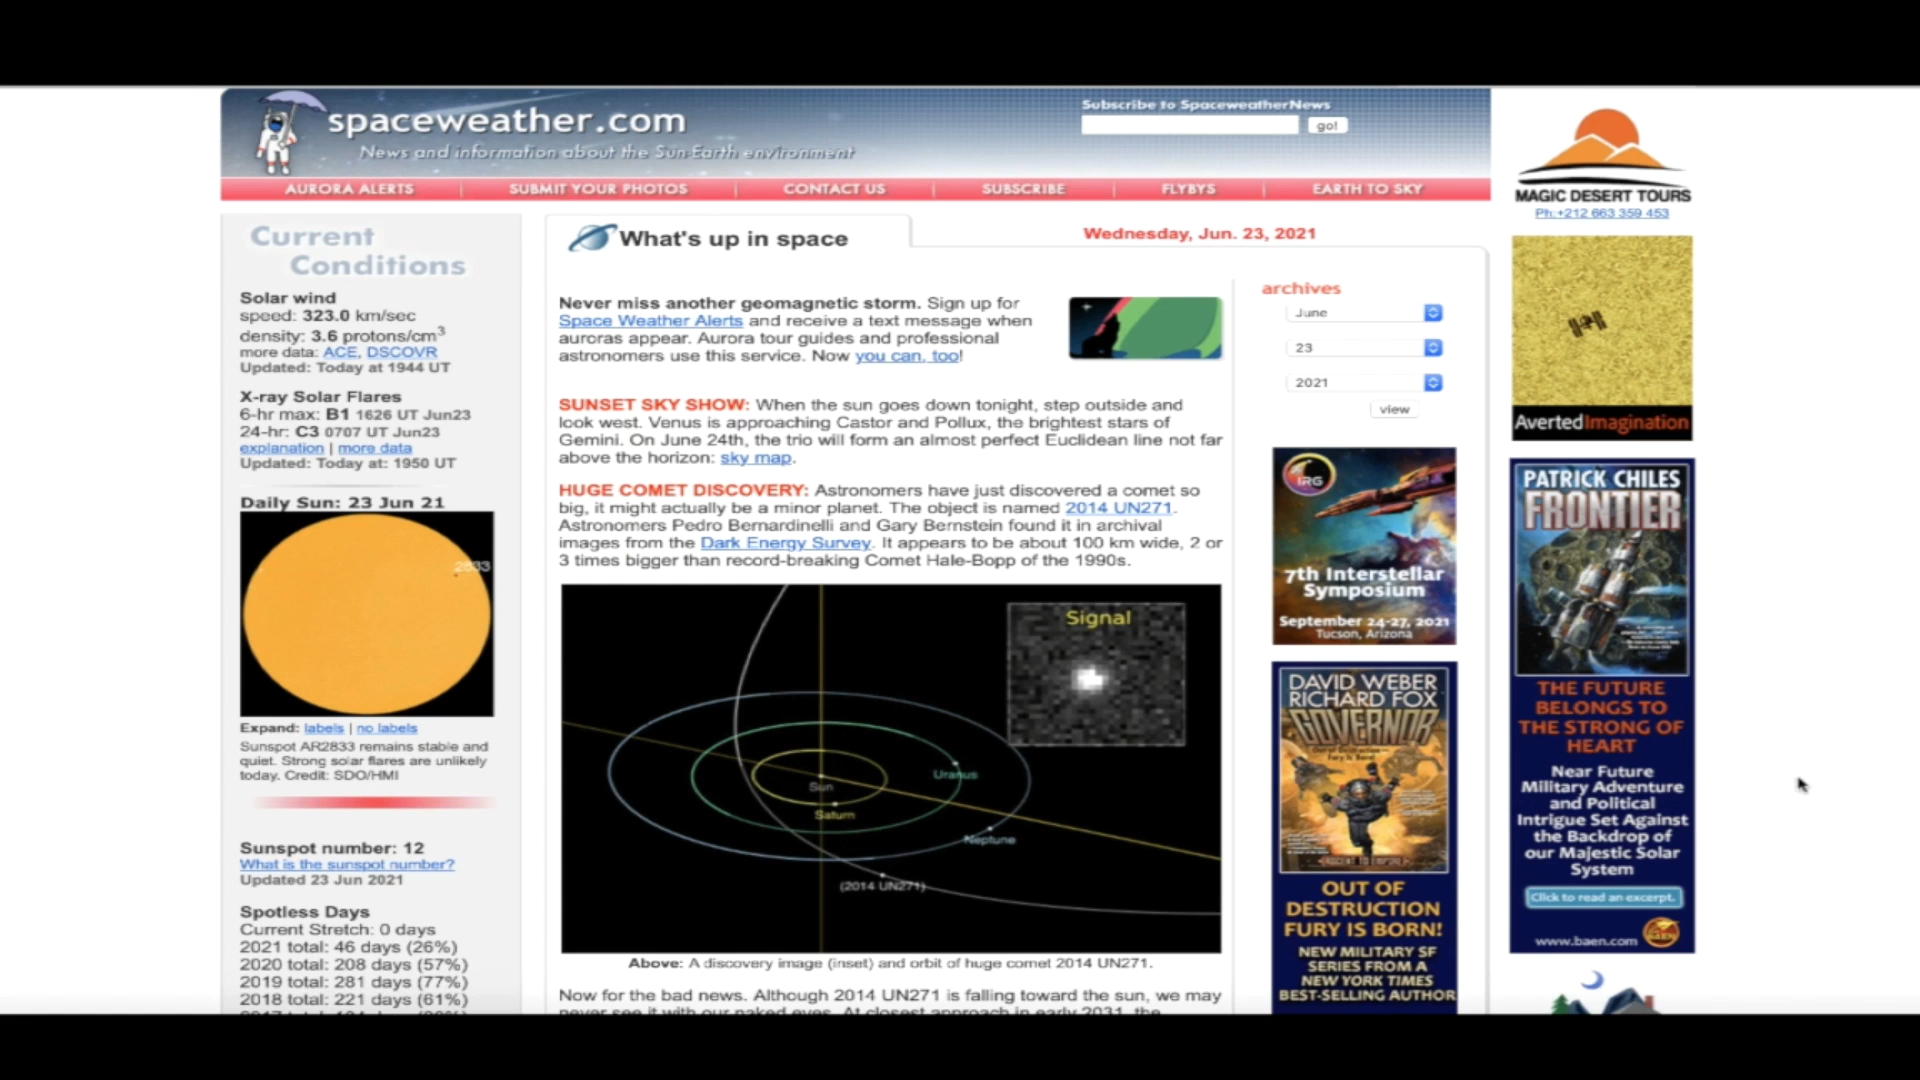 spaceweather.com
News and information about the Sun-Earth environment
Subscribe to SpaceweatherNews
go!
AURORA ALERTS
SUBMIT YOUR PHOTOS
CONTACT US
SUBSCRIBE
FLYBYS
EARTH TO SKY
Current
Conditions
Solar wind
speed: 323.0 km/sec
density: 3.6 protons/cm3
more data: ACE, DSCOVR
Updated: Today at 1944 UT
X-ray Solar Flares
6-hr max: B1 1626 UT Jun23
24-hr: C3 0707 UT Jun23
explanation | more data
Updated: Today at: 1950 UT
Daily Sun: 23 Jun 21
2833
Expand: labels | no labels
Sunspot AR2833 remains stable and
quiet. Strong solar flares are unlikely
today. Credit: SDO/HMI
Sunspot number: 12
What is the sunspot number?
Updated 23 Jun 2021
Spotless Days
Current Stretch: 0 days
2021 total: 46 days (26%)
2020 total: 208 days (57%)
2019 total: 281 days (77%)
2018 total: 221 days (61%)
What's up in space
Wednesday, Jun. 23, 2021
Never miss another geomagnetic storm. Sign up for
Space Weather Alerts and receive a text message when
auroras appear. Aurora tour guides and professional
astronomers use this service. Now you can, too!
SUNSET SKY SHOW: When the sun goes down tonight, step outside and
look west. Venus is approaching Castor and Pollux, the brightest stars of
Gemini. On June 24th, the trio will form an almost perfect Euclidean line not far
above the horizon: sky map.
HUGE COMET DISCOVERY: Astronomers have just discovered a comet so
big, it might actually be a minor planet. The object is named 2014 UN271.
Astronomers Pedro Bernardinelli and Gary Bernstein found it in archival
images from the Dark Energy Survey. It appears to be about 100 km wide, 2 or
3 times bigger than record-breaking Comet Hale-Bopp of the 1990s.
Signal
Uranus
Sun
Saturn
Neptune
(2014 UN271)
Above: A discovery image (inset) and orbit of huge comet 2014 UN271.
Now for the bad news. Although 2014 UN271 is falling toward the sun, we may
never see it with our naked eyes. At closest approach in early 2031, the
archives
June
23
2021
view
IRG
7th Interstellar
Symposium
September 24-27, 2021
Tucson, Arizona
DAVID WEBER
RICHARD FOX
GOVERNOR
OUT OF
DESTRUCTION
FURY IS BORN!
NEW MILITARY SF
SERIES FROM A
NEW YORK TIMES
BEST-SELLING AUTHOR
MAGIC DESERT TOURS
Ph:+212 663 359 453
AvertedImagination
PATRICK CHILES
FRONTIER
THE FUTURE
BELONGS TO
THE STRONG OF
HEART
Near Future
Military Adventure
and Political
Intrigue Set Against
the Backdrop of
our Majestic Solar
System
Click to read an excerpt.
www.baen.com
BAEN